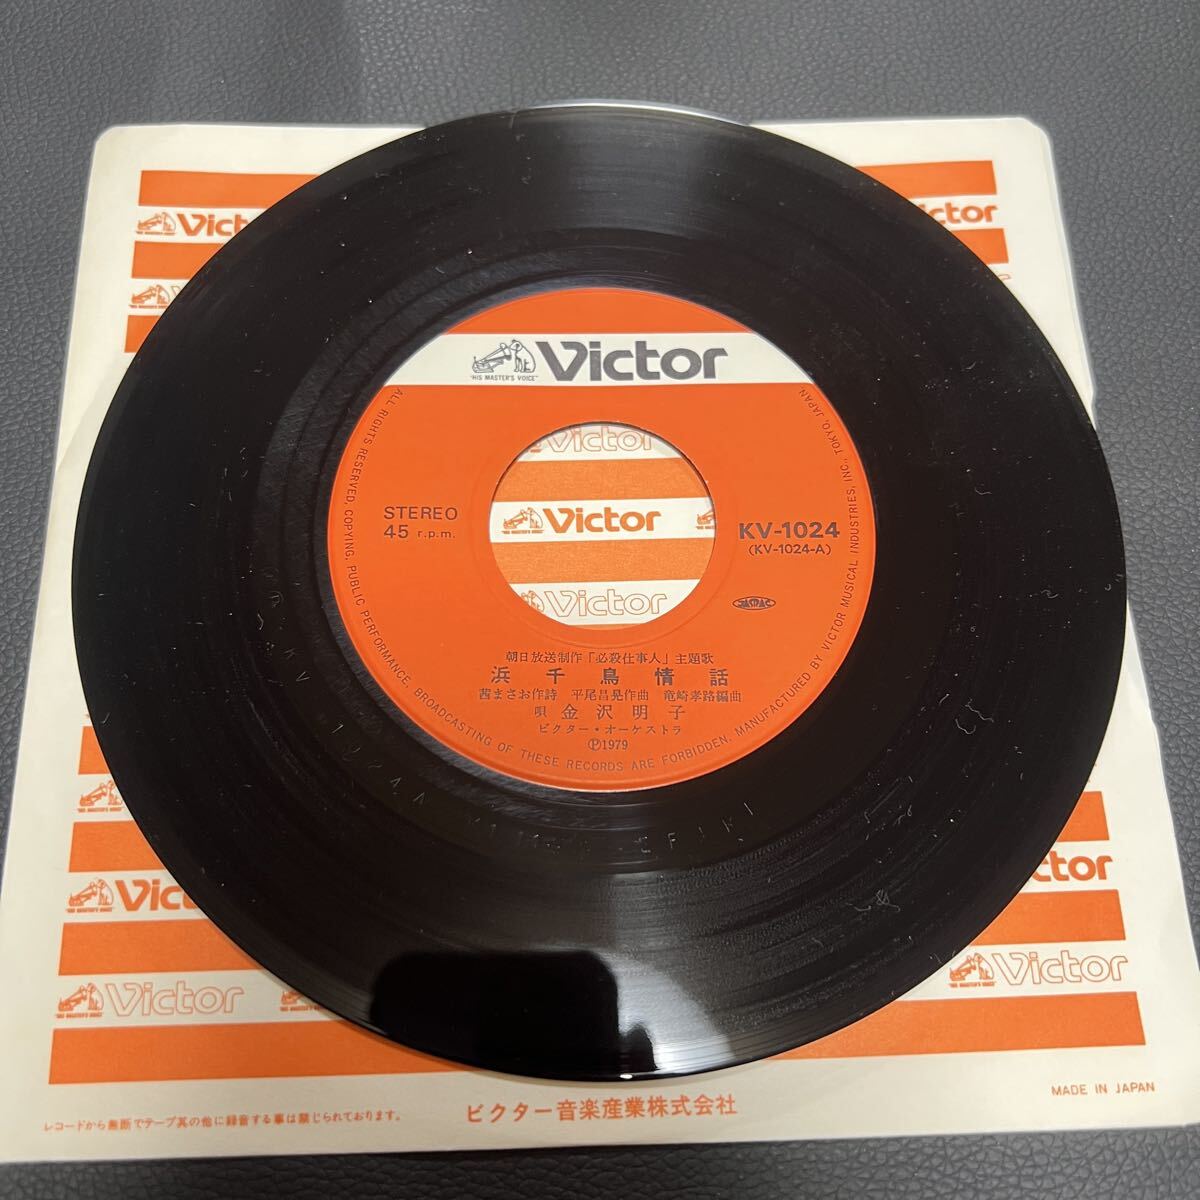 Victor
"HIS MASTER'S VOICE"
ALL RIGHTS RESERVED. COPYING, PUBLIC PERFORMANCE, BROADCASTING OF THESE RECORDS ARE FORBIDDEN. MANUFACTURED BY VICTOR MUSICAL INDUSTRIES, INC., TOKYO, JAPAN
STEREO
45 r.p.m.
KV-1024
(KV-1024-A)
JASRAC
朝日放送制作「必殺仕事人」主題歌
浜千鳥情話
茜まさお作詩 平尾昌晃作曲 竜崎孝路編曲
唄 金沢明子
ビクター・オーケストラ
Ⓟ1979
Victor
Victor
Victor
Victor
Victor
MADE IN JAPAN
ビクター音楽産業株式会社
レコードから無断でテープ其の他に録音する事は禁じられております。